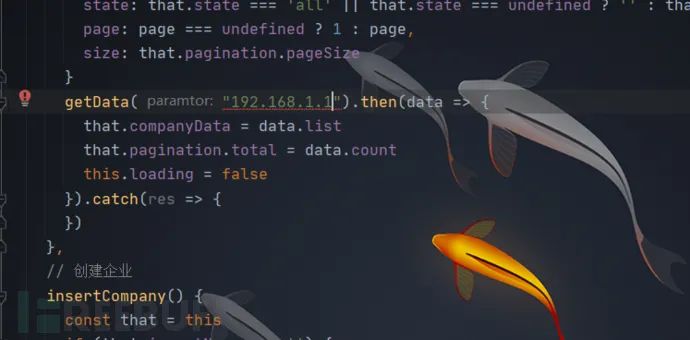 state: that.state === 'all' || that.state === undefined ? '' : tha
page: page === undefined ? 1 : page,
size: that.pagination.pageSize
}
getData( paramtor: "192.168.1.1").then(data => {
that.companyData = data.list
that.pagination.total = data.count
this.loading = false
}).catch(res => {
})
},
// 创建企业
insertCompany() {
const that = this